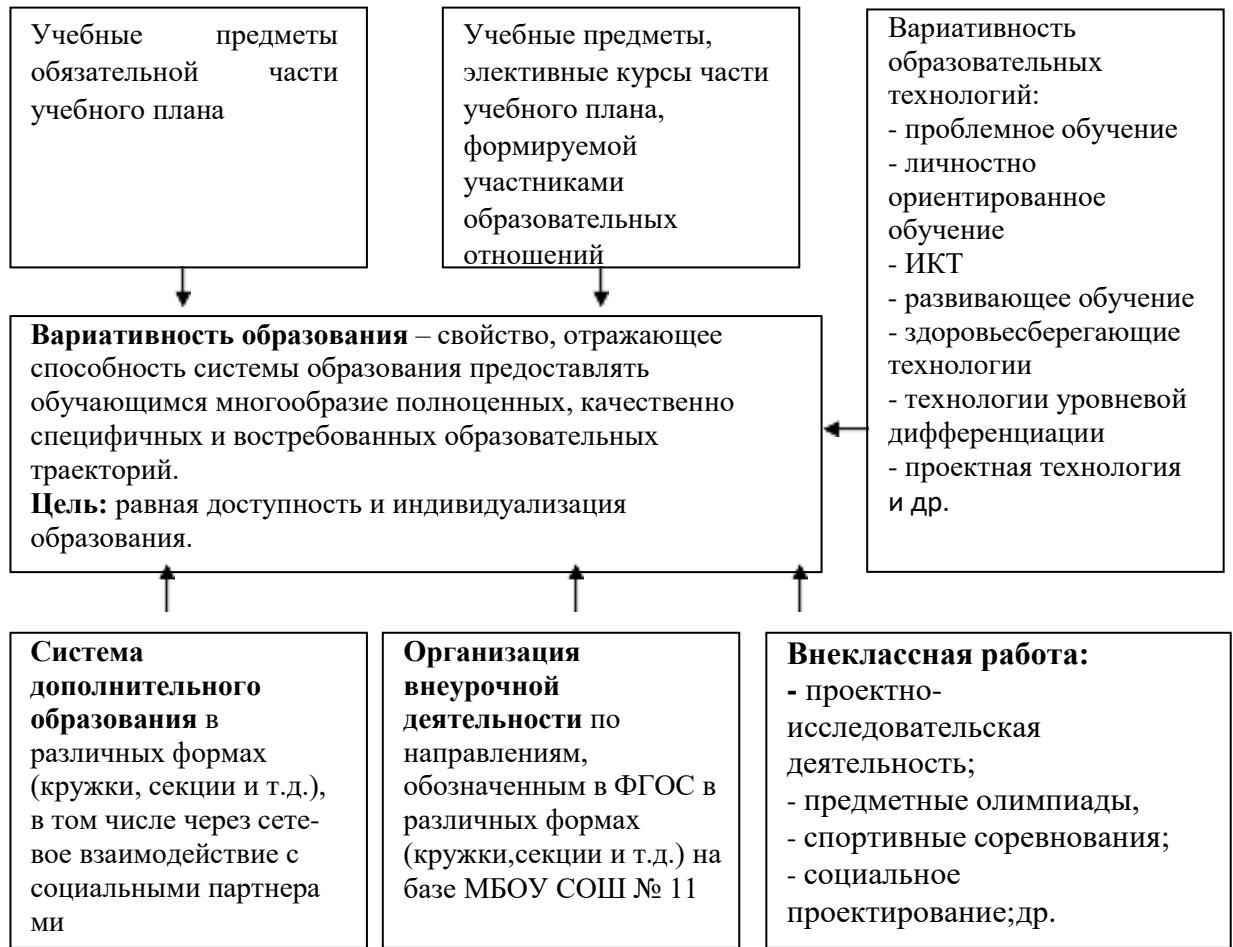 Учебные предметы
обязательной части
учебного плана
Учебные предметы,
элективные курсы части
учебного плана,
формируемой
участниками
образовательных
отношений
Вариативность
образовательных
технологий:
- проблемное обучение
- личностно
ориентированное
обучение
- ИКТ
- развивающее обучение
- здоровьесберегающие
технологии
- технологии уровневой
дифференциации
- проектная технология
и др.
Вариативность образования – свойство, отражающее
способность системы образования предоставлять
обучающимся многообразие полноценных, качественно
специфичных и востребованных образовательных
траекторий.
Цель: равная доступность и индивидуализация
образования.
Система
дополнительного
образования в
различных формах
(кружки, секции и т.д.),
в том числе через сете-
вое взаимодействие с
социальными партнера
ми
Организация
внеурочной
деятельности по
направлениям,
обозначенным в ФГОС в
различных формах
(кружки,секции и т.д.) на
базе МБОУ СОШ № 11
Внеклассная работа:
- проектно-
исследовательская
деятельность;
- предметные олимпиады,
- спортивные соревнования;
- социальное
проектирование;др.